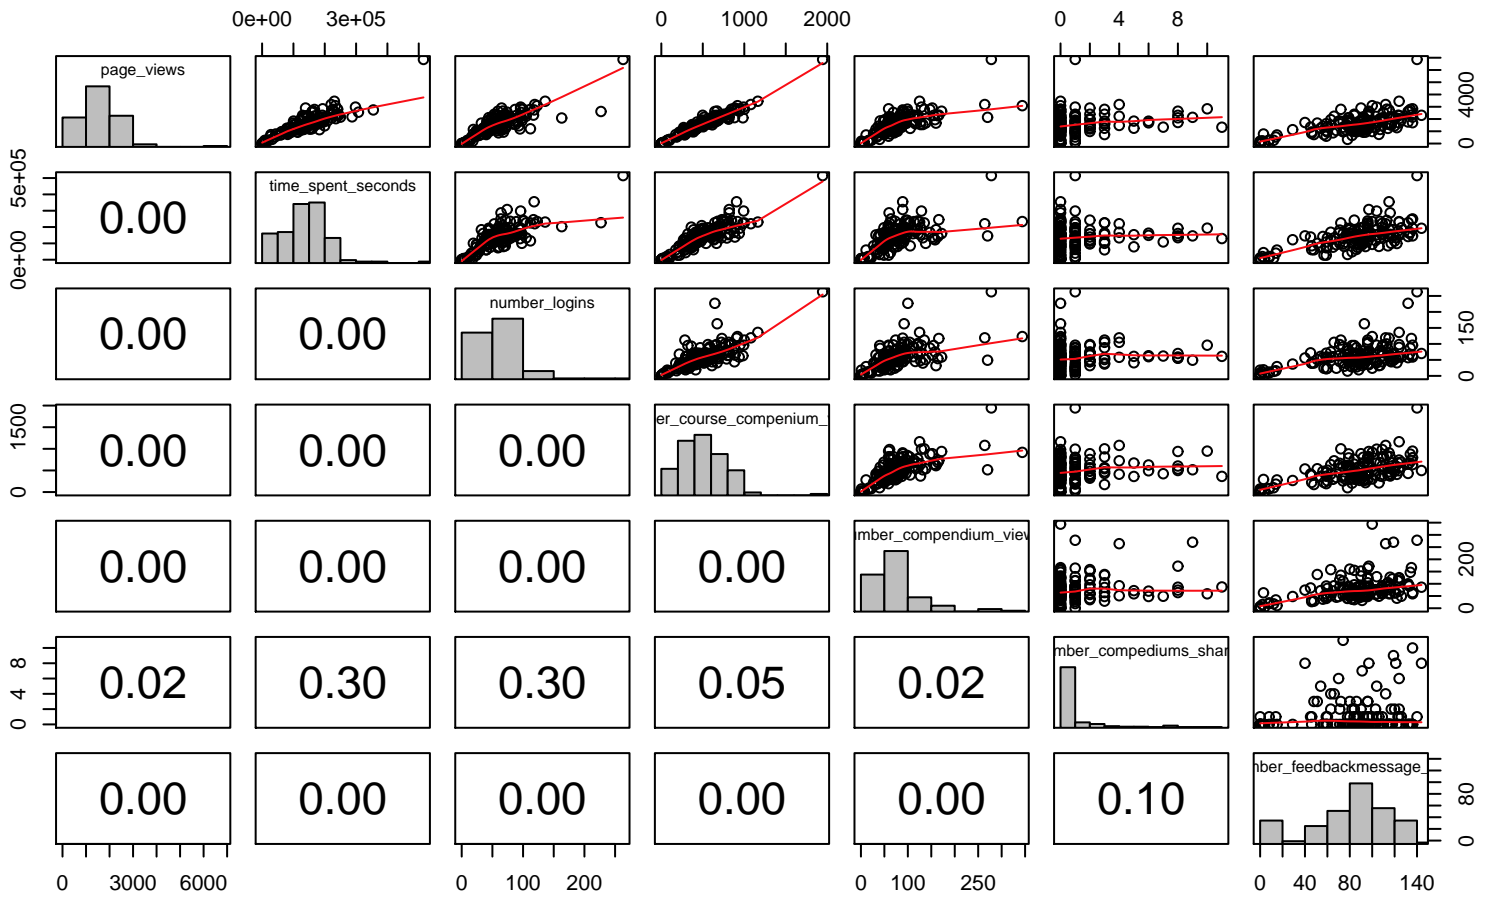 0e+00 3e+05 0 1000 2000 0 4 8
page_views
0 4000
0e+00 5e+05
0.00
time_spent_seconds
0.00 0.00
number_logins
0 150
0 1500
0.00 0.00 0.00
er_course_compenium_
0.00 0.00 0.00 0.00
umber_compendium_view
0 200
0 4 8
0.02 0.30 0.30 0.05 0.02
mber_compediums_shar
0.00 0.00 0.00 0.00 0.00 0.10
nber_feedbackmessage_
0 80
0 3000 6000 0 100 200 0 100 250 0 40 80 140